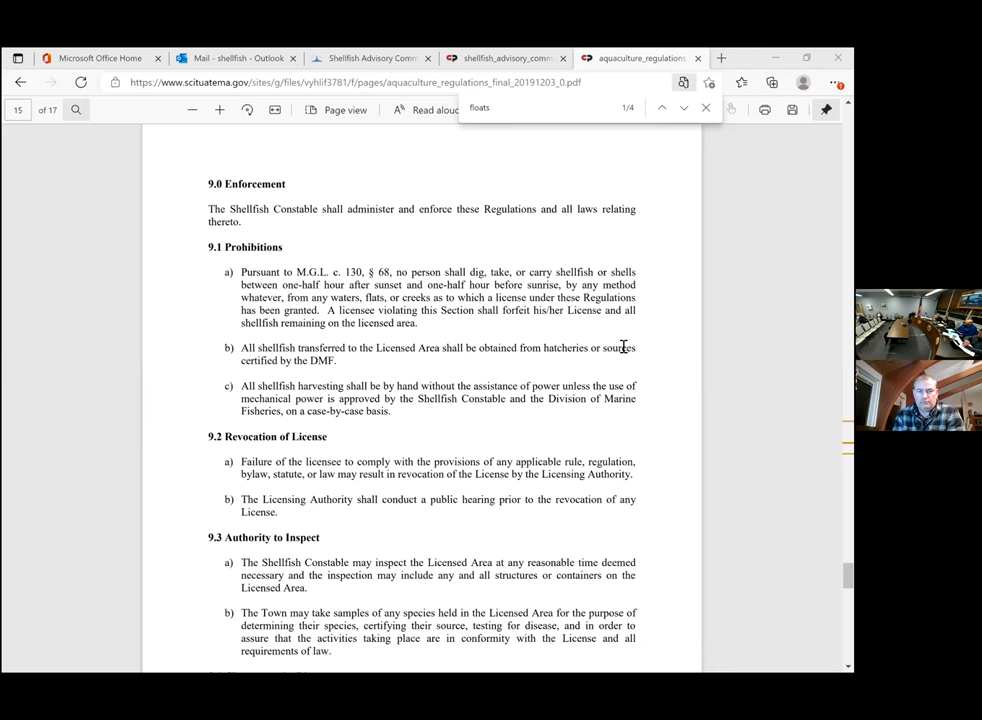 Microsoft Office Home
Mail - shellfish - Outlook
Shellfish Advisory Comm
shellfish_advisory_comm
aquaculture_regulations
https://www.scituatema.gov/sites/g/files/vyhlif3781/f/pages/aquaculture_regulations_final_20191203_0.pdf
15 of 17
Page view
Read aloud
floats
1/4
9.0 Enforcement
The Shellfish Constable shall administer and enforce these Regulations and all laws relating
thereto.
9.1 Prohibitions
a) Pursuant to M.G.L. c. 130, § 68, no person shall dig, take, or carry shellfish or shells
between one-half hour after sunset and one-half hour before sunrise, by any method
whatever, from any waters, flats, or creeks as to which a license under these Regulations
has been granted. A licensee violating this Section shall forfeit his/her License and all
shellfish remaining on the licensed area.
b) All shellfish transferred to the Licensed Area shall be obtained from hatcheries or sources
certified by the DMF.
c) All shellfish harvesting shall be by hand without the assistance of power unless the use of
mechanical power is approved by the Shellfish Constable and the Division of Marine
Fisheries, on a case-by-case basis.
9.2 Revocation of License
a) Failure of the licensee to comply with the provisions of any applicable rule, regulation,
bylaw, statute, or law may result in revocation of the License by the Licensing Authority.
b) The Licensing Authority shall conduct a public hearing prior to the revocation of any
License.
9.3 Authority to Inspect
a) The Shellfish Constable may inspect the Licensed Area at any reasonable time deemed
necessary and the inspection may include any and all structures or containers on the
Licensed Area.
b) The Town may take samples of any species held in the Licensed Area for the purpose of
determining their species, certifying their source, testing for disease, and in order to
assure that the activities taking place are in conformity with the License and all
requirements of law.